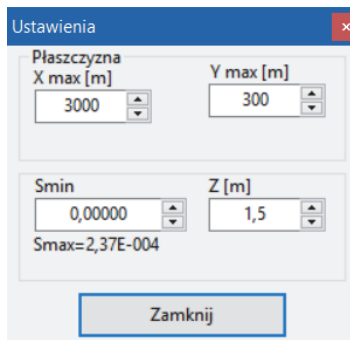 Ustawienia
Płaszczyzna
X max [m]
Y max [m]
3000
300
Smin
Z [m]
0,00000
1,5
Smax=2,37E-004
Zamknij